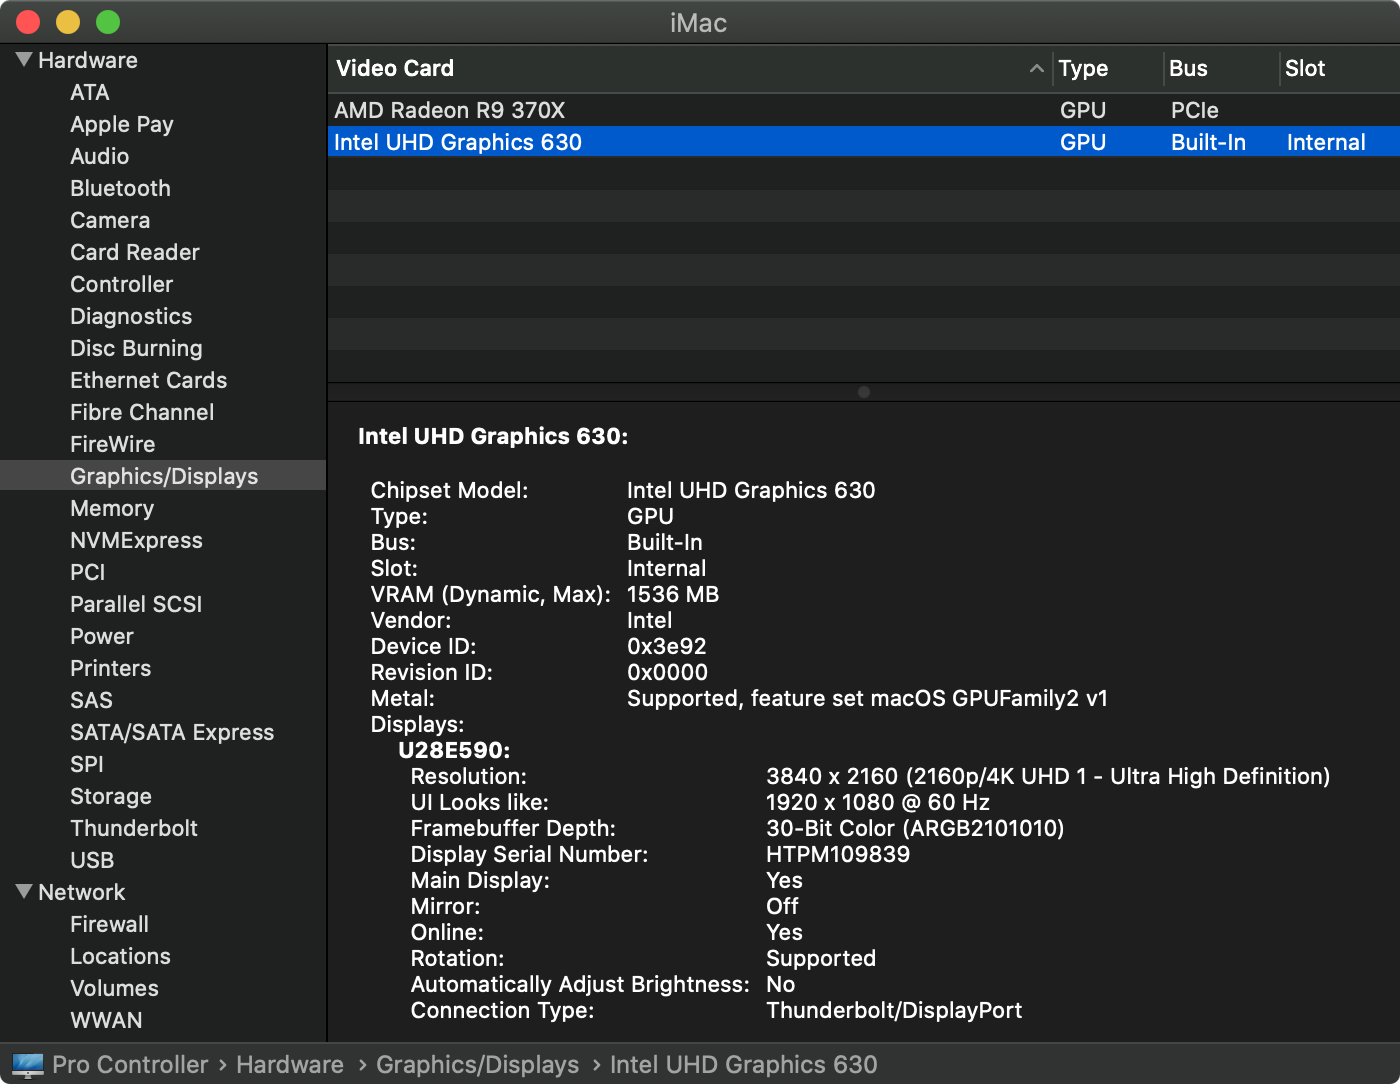 iMac
Hardware
ATA
Apple Pay
Audio
Bluetooth
Camera
Card Reader
Controller
Diagnostics
Disc Burning
Ethernet Cards
Fibre Channel
FireWire
Graphics/Displays
Memory
NVMExpress
PCI
Parallel SCSI
Power
Printers
SAS
SATA/SATA Express
SPI
Storage
Thunderbolt
USB
Network
Firewall
Locations
Volumes
WWAN
Video Card Type Bus Slot
AMD Radeon R9 370X GPU PCIe
Intel UHD Graphics 630 GPU Built-In Internal
Intel UHD Graphics 630:
Chipset Model: Intel UHD Graphics 630
Type: GPU
Bus: Built-In
Slot: Internal
VRAM (Dynamic, Max): 1536 MB
Vendor: Intel
Device ID: 0x3e92
Revision ID: 0x0000
Metal: Supported, feature set macOS GPUFamily2 v1
Displays:
U28E590:
Resolution: 3840 x 2160 (2160p/4K UHD 1 - Ultra High Definition)
UI Looks like: 1920 x 1080 @ 60 Hz
Framebuffer Depth: 30-Bit Color (ARGB2101010)
Display Serial Number: HTPM109839
Main Display: Yes
Mirror: Off
Online: Yes
Rotation: Supported
Automatically Adjust Brightness: No
Connection Type: Thunderbolt/DisplayPort
Pro Controller › Hardware › Graphics/Displays › Intel UHD Graphics 630